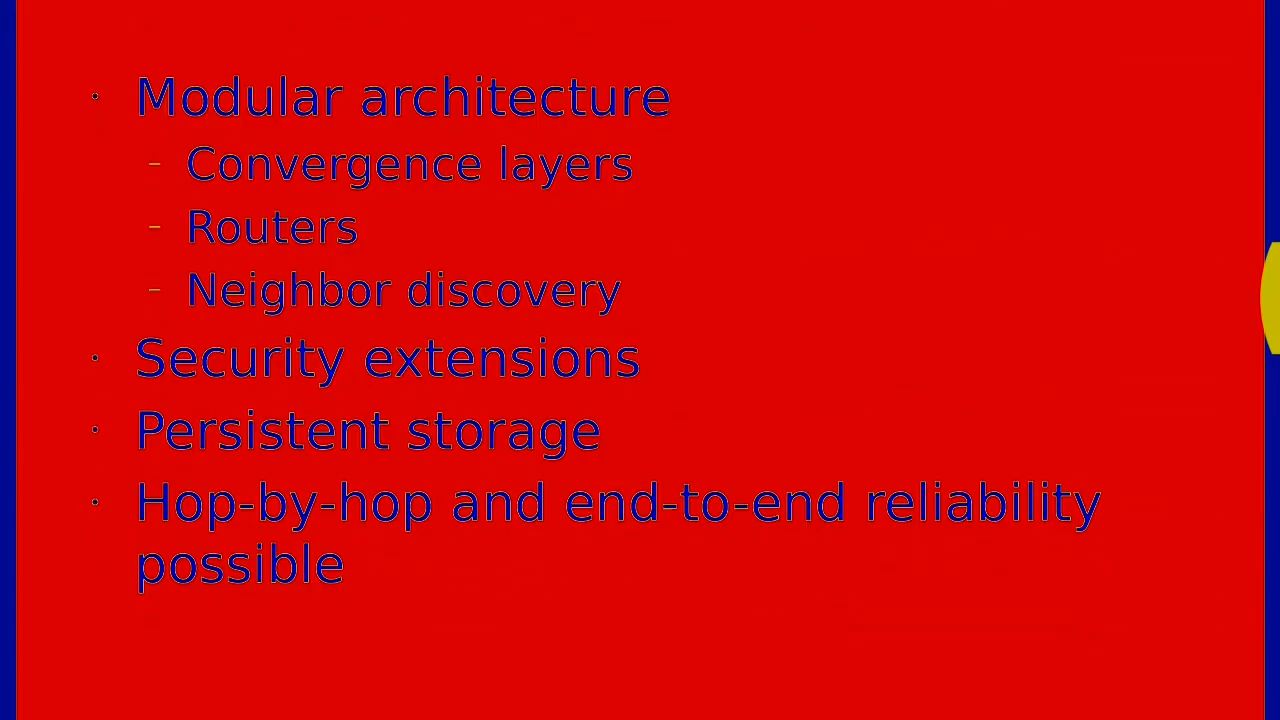 · Modular architecture
– Convergence layers
– Routers
– Neighbor discovery
· Security extensions
· Persistent storage
· Hop-by-hop and end-to-end reliability
possible